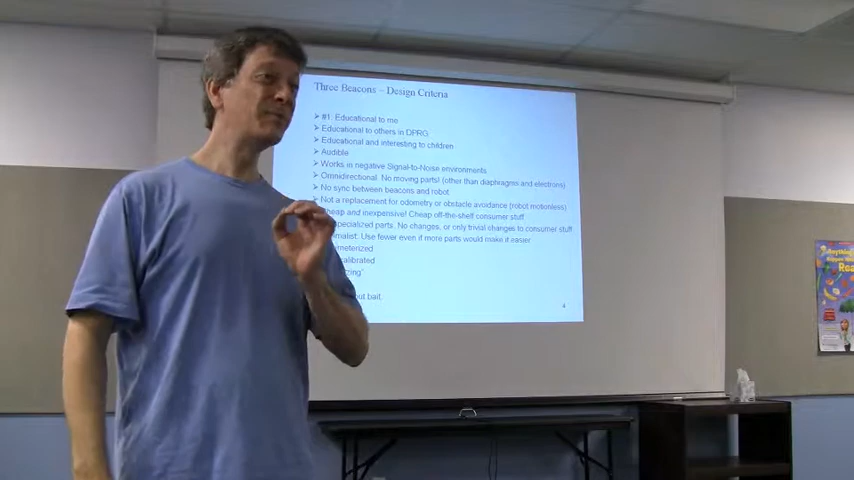 Three Beacons – Design Criteria
➢ #1: Educational to me
➢ Educational to others in DPRG
➢ Educational and interesting to children
➢ Audible
➢ Works in negative Signal-to-Noise environments
➢ Omnidirectional. No moving parts! (other than diaphragms and electrons)
➢ No sync between beacons and robot
➢ Not a replacement for odometry or obstacle avoidance (robot motionless)
Cheap and inexpensive! Cheap off-the-shelf consumer stuff
specialized parts. No changes, or only trivial changes to consumer stuff
Use fewer even if more parts would make it easier
out bait.
4